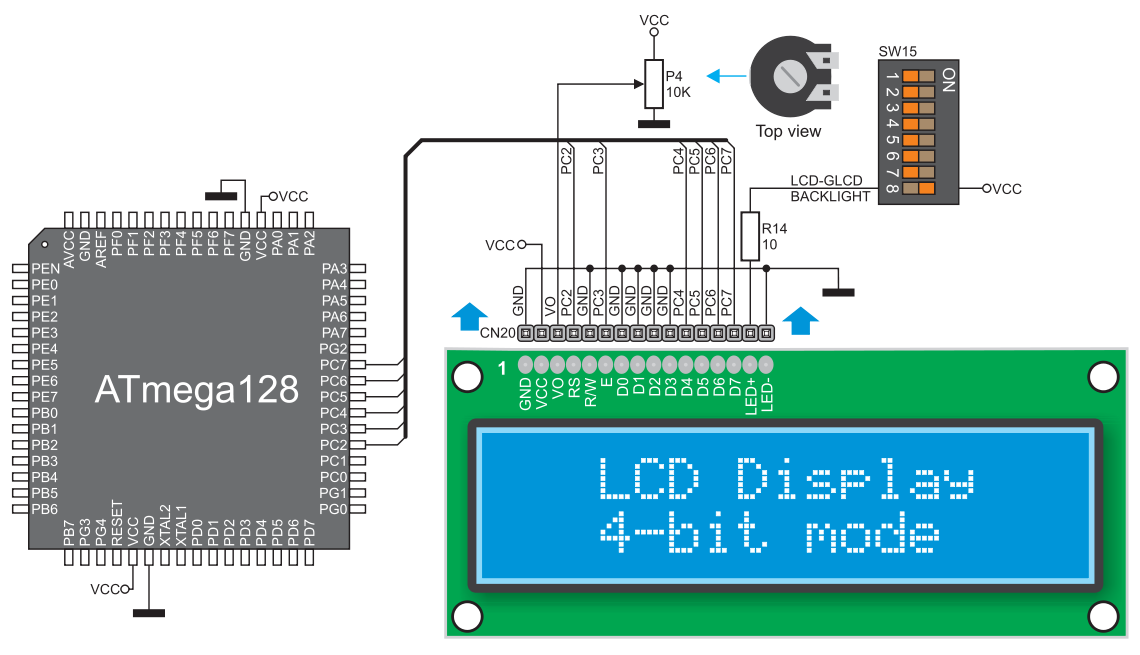 VCC
P4
10K
Top view
SW15
ON
1
2
3
4
5
6
7
8
LCD-GLCD
BACKLIGHT
VCC
R14
10
PC2
PC3
PC4
PC5
PC6
PC7
VCC
GND
VO
PC2
GND
PC3
GND
GND
GND
GND
PC4
PC5
PC6
PC7
CN20
1
GND
VCC
VO
RS
R/W
E
D0
D1
D2
D3
D4
D5
D6
D7
LED+
LED-
LCD Display
4-bit mode
VCC
AVCC
GND
AREF
PF0
PF1
PF2
PF3
PF4
PF5
PF6
PF7
GND
VCC
PA0
PA1
PA2
PEN
PE0
PE1
PE2
PE3
PE4
PE5
PE6
PE7
PB0
PB1
PB2
PB3
PB4
PB5
PB6
ATmega128
PA3
PA4
PA5
PA6
PA7
PG2
PC7
PC6
PC5
PC4
PC3
PC2
PC1
PC0
PG1
PG0
PB7
PG3
PG4
RESET
VCC
GND
XTAL2
XTAL1
PD0
PD1
PD2
PD3
PD4
PD5
PD6
PD7
VCC